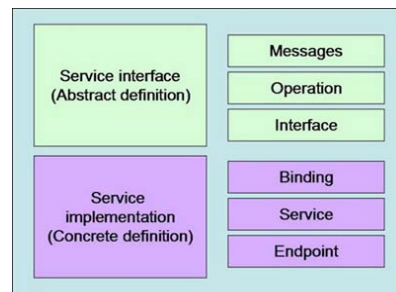 Service interface
(Abstract definition)
Messages
Operation
Interface
Service
implementation
(Concrete definition)
Binding
Service
Endpoint